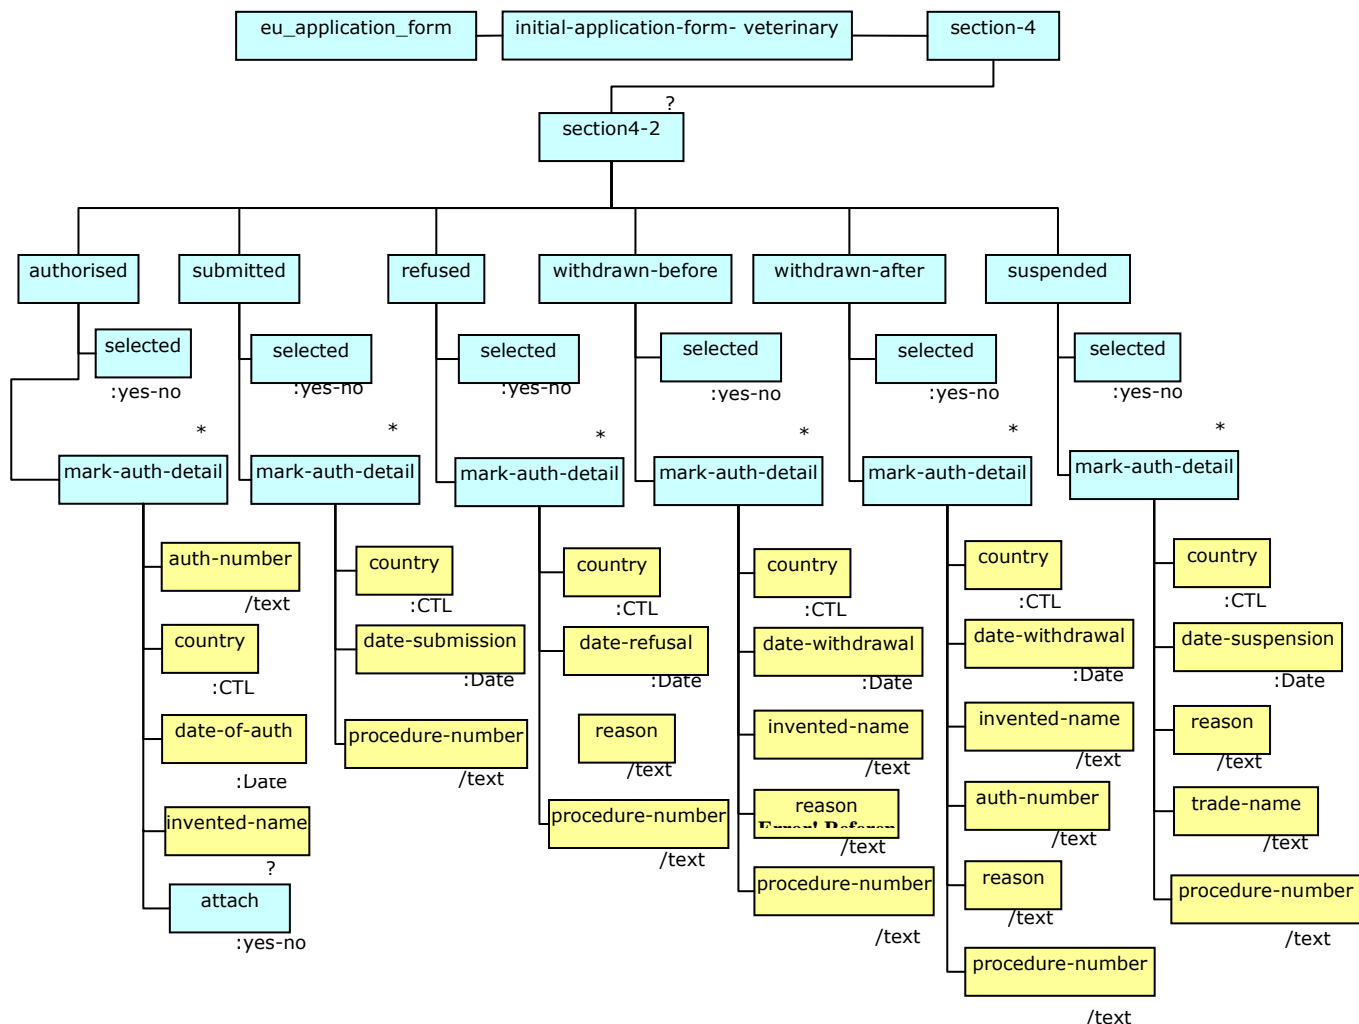 eu_application_form
initial-application-form- veterinary
section-4
?
section4-2
authorised
submitted
refused
withdrawn-before
withdrawn-after
suspended
selected
selected
selected
selected
selected
selected
:yes-no
:yes-no
:yes-no
:yes-no
:yes-no
:yes-no
*
*
*
*
*
*
mark-auth-detail
mark-auth-detail
mark-auth-detail
mark-auth-detail
mark-auth-detail
mark-auth-detail
auth-number
/text
country
:CTL
date-of-auth
:Date
invented-name
?
attach
:yes-no
country
:CTL
date-submission
:Date
procedure-number
/text
country
:CTL
date-refusal
:Date
reason
/text
procedure-number
/text
country
:CTL
date-withdrawal
:Date
invented-name
/text
reason
Error! Referen
/text
procedure-number
/text
country
:CTL
date-withdrawal
:Date
invented-name
/text
auth-number
/text
reason
/text
procedure-number
/text
country
:CTL
date-suspension
:Date
reason
/text
trade-name
/text
procedure-number
/text